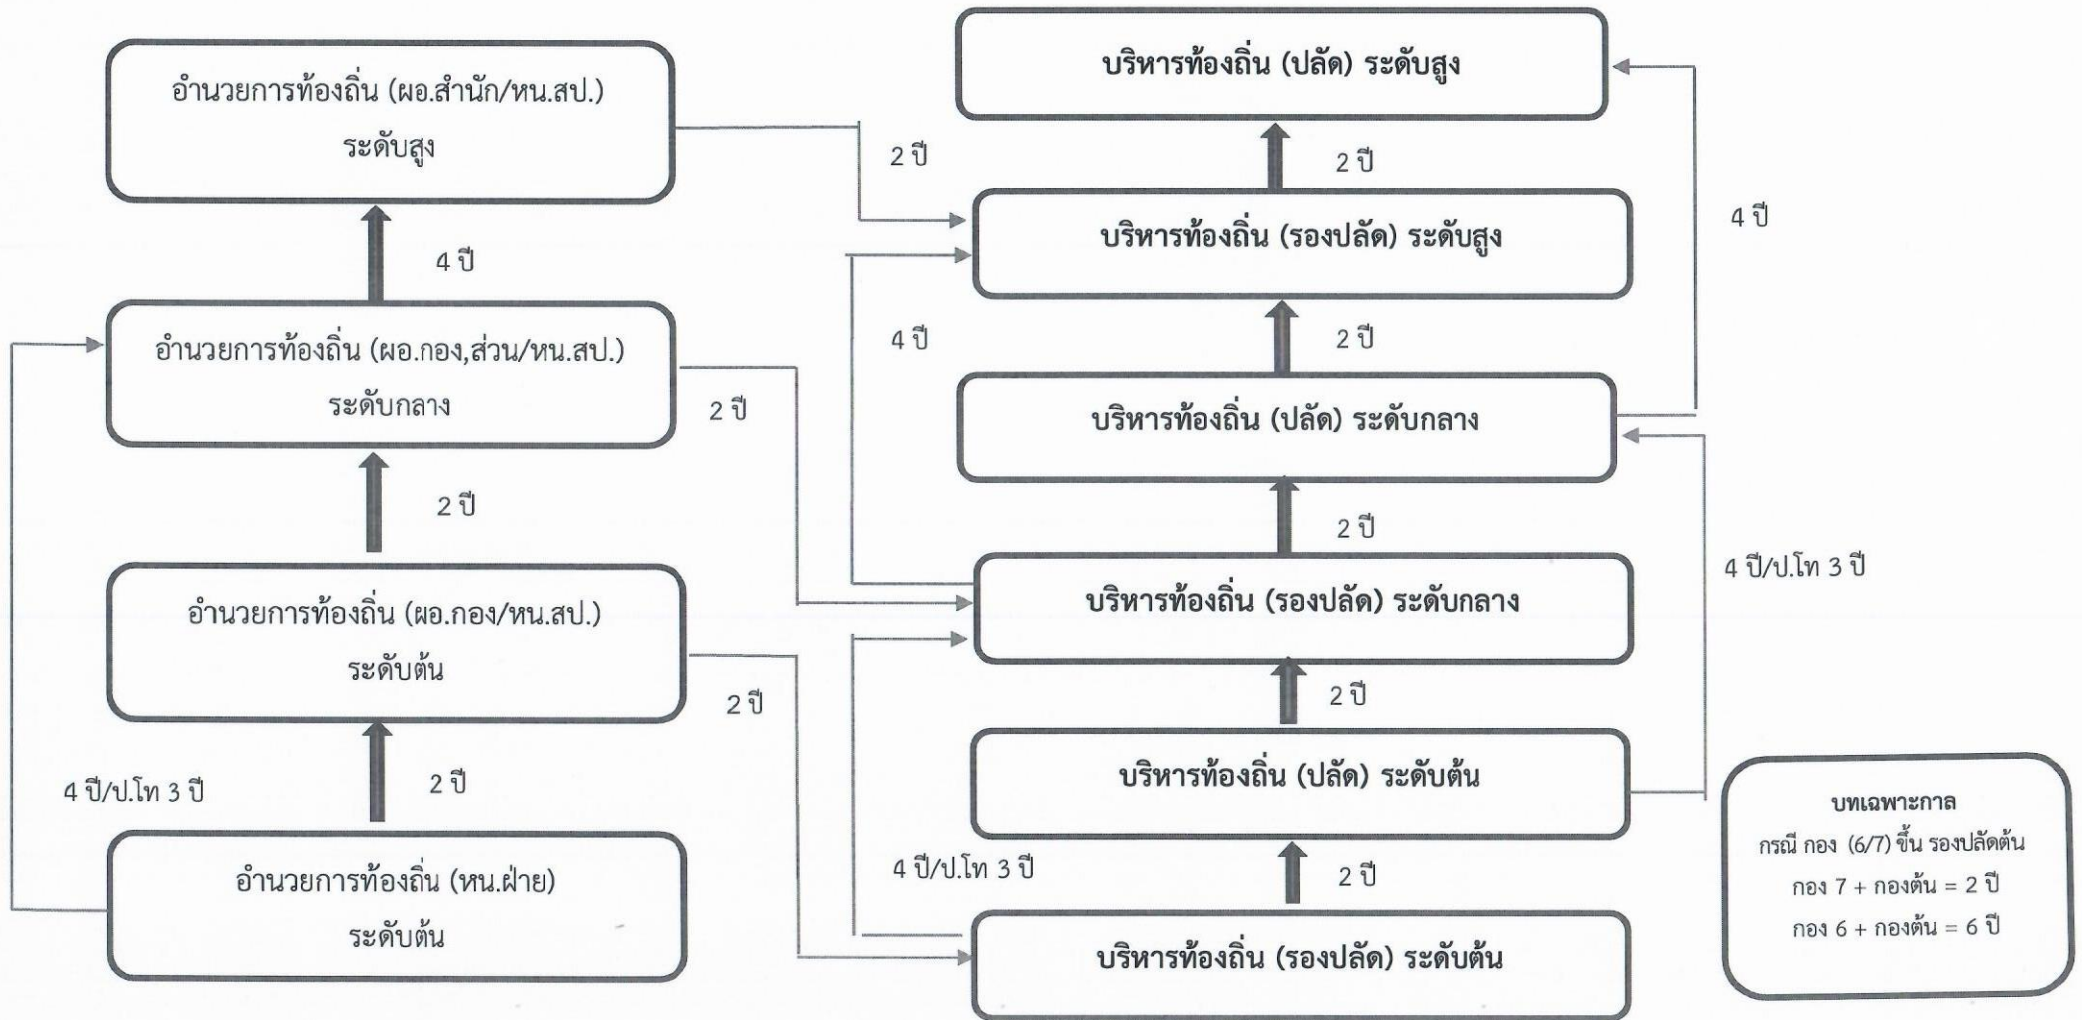 อำนวยการท้องถิ่น (ผอ.สำนัก/หน.สป.)
ระดับสูง
4 ปี
อำนวยการท้องถิ่น (ผอ.กอง,ส่วน/หน.สป.)
ระดับกลาง
2 ปี
อำนวยการท้องถิ่น (ผอ.กอง/หน.สป.)
ระดับต้น
4 ปี/ป.โท 3 ปี
2 ปี
อำนวยการท้องถิ่น (หน.ฝ่าย)
ระดับต้น
2 ปี
2 ปี
2 ปี
บริหารท้องถิ่น (ปลัด) ระดับสูง
2 ปี
บริหารท้องถิ่น (รองปลัด) ระดับสูง
4 ปี
2 ปี
4 ปี
บริหารท้องถิ่น (ปลัด) ระดับกลาง
2 ปี
บริหารท้องถิ่น (รองปลัด) ระดับกลาง
4 ปี/ป.โท 3 ปี
2 ปี
บริหารท้องถิ่น (ปลัด) ระดับต้น
4 ปี/ป.โท 3 ปี
2 ปี
บริหารท้องถิ่น (รองปลัด) ระดับต้น
บทเฉพาะกาล
กรณี กอง (6/7) ขึ้น รองปลัดต้น
กอง 7 + กองต้น = 2 ปี
กอง 6 + กองต้น = 6 ปี